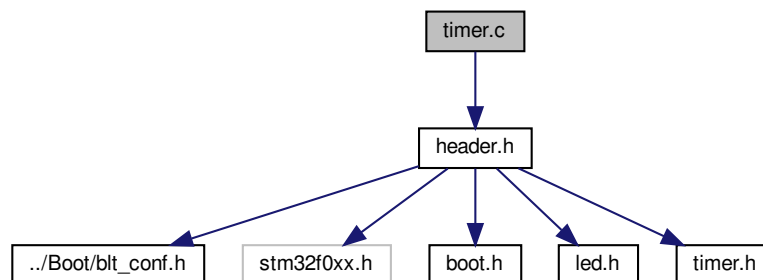 timer.c
header.h
../Boot/blt_conf.h
stm32f0xx.h
boot.h
led.h
timer.h